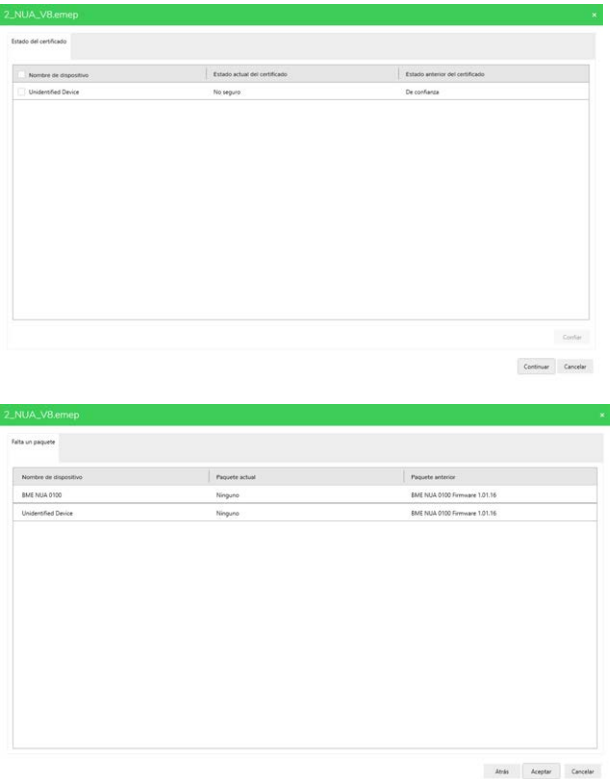 2_NUA_V8.emep
Estado del certificado
Nombre de dispositivo Estado actual del certificado Estado anterior del certificado
Unidentified Device No seguro De confianza
Confiar
Continuar Cancelar
2_NUA_V8.emep
Falta un paquete
Nombre de dispositivo Paquete actual Paquete anterior
BME NUA 0100 Ninguno BME NUA 0100 Firmware 1.01.16
Unidentified Device Ninguno BME NUA 0100 Firmware 1.01.16
Atrás Aceptar Cancelar